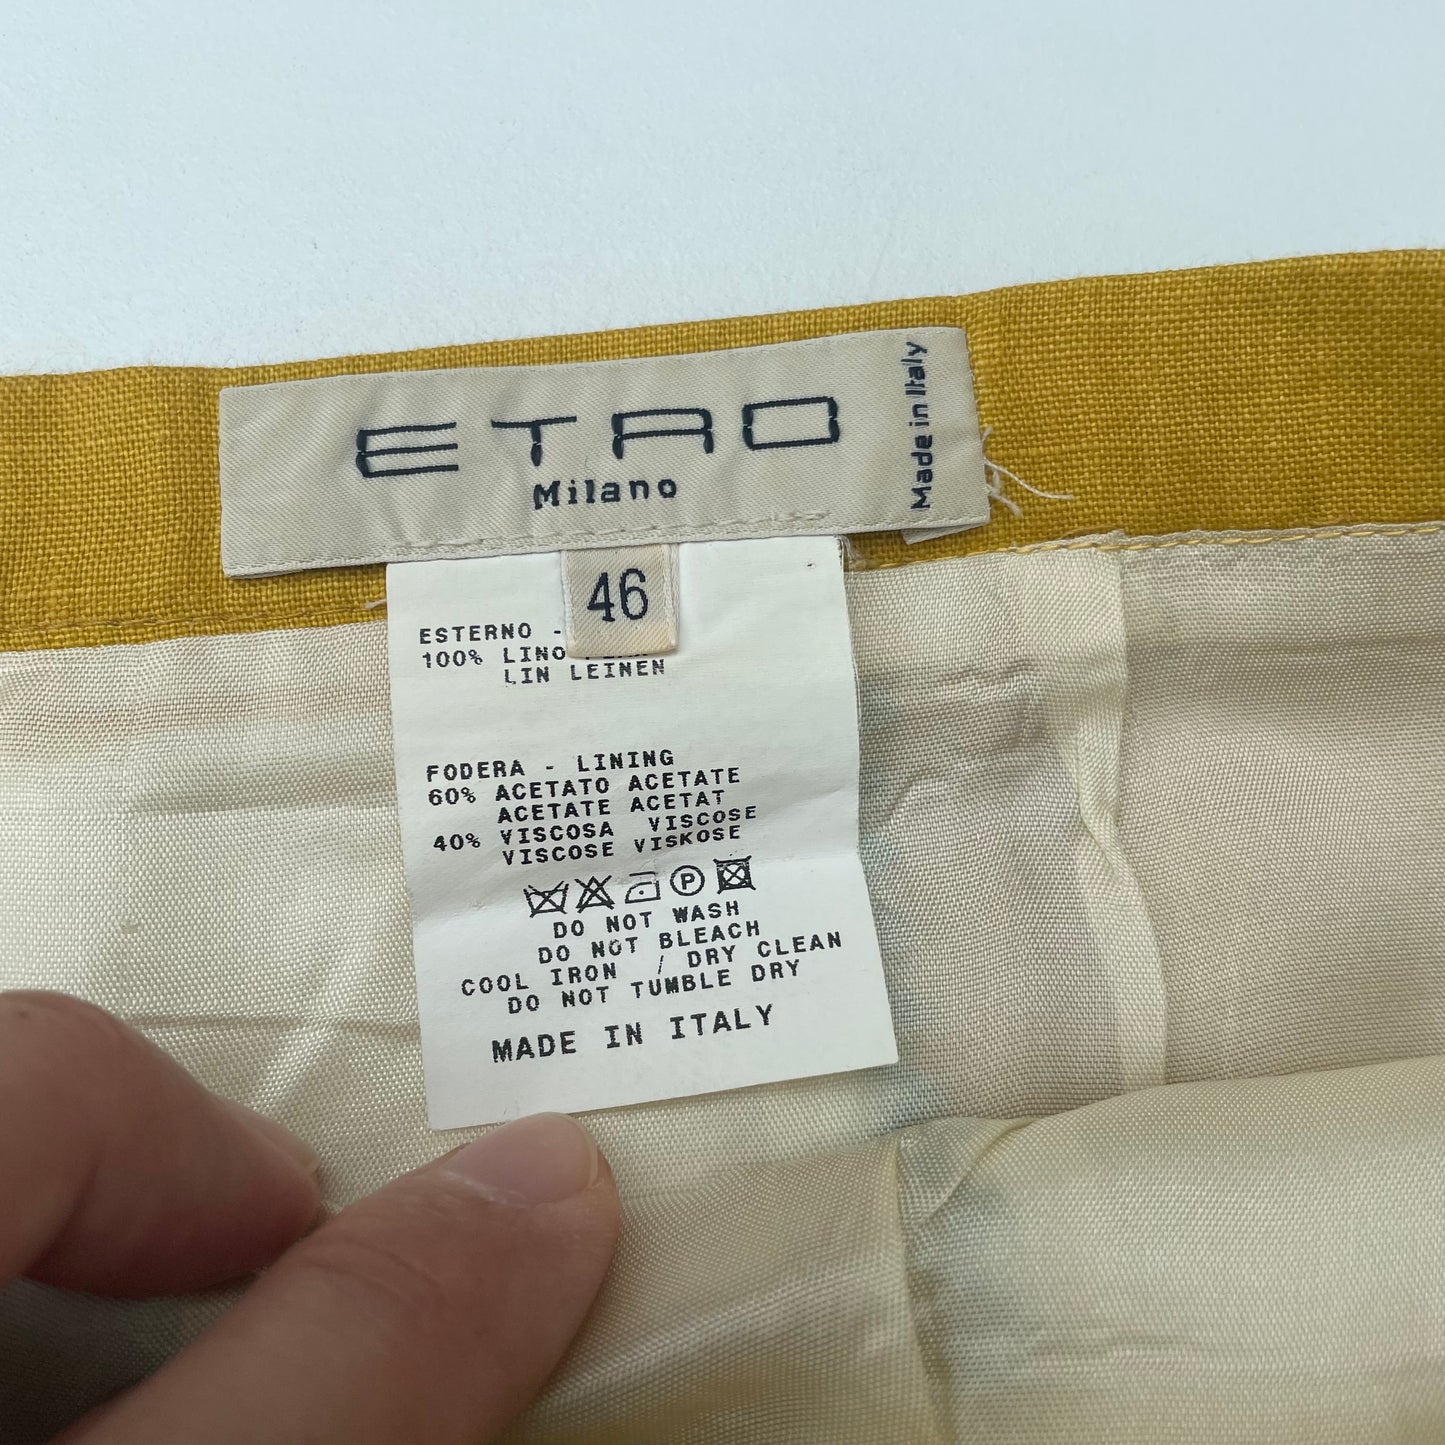 ETRO
Milano
Made in Italy
46
ESTERNO -
100% LINO
LIN LEINEN
FODERA - LINING
60% ACETATO ACETATE
ACETATE ACETAT
40% VISCOSA VISCOSE
VISCOSE VISKOSE
P
DO NOT WASH
DO NOT BLEACH
COOL IRON / DRY CLEAN
DO NOT TUMBLE DRY
MADE IN ITALY